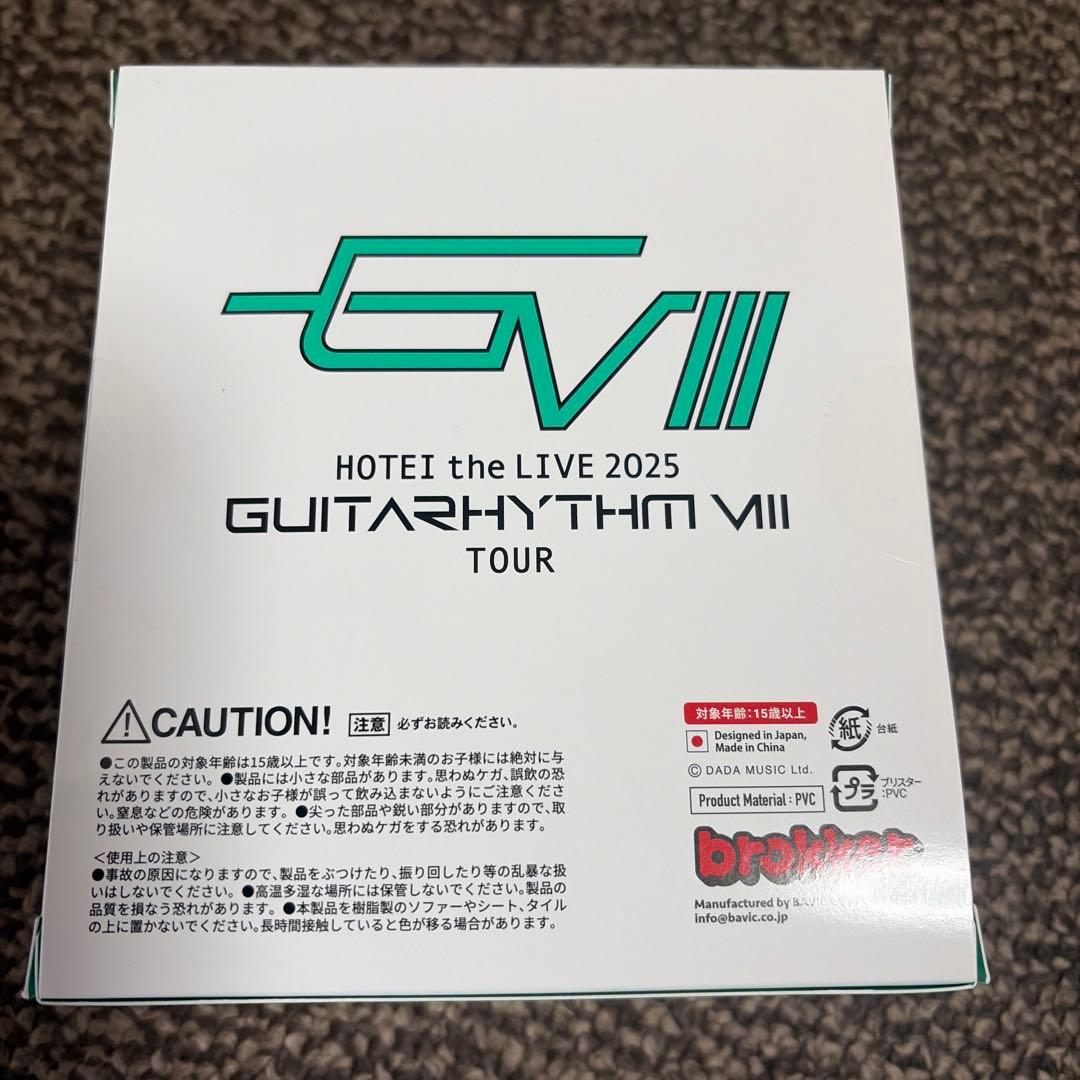 GVIII
HOTEI the LIVE 2025
GUITARHYTHM VIII
TOUR
CAUTION! 注意 必ずお読みください。
●この製品の対象年齢は15歳以上です。対象年齢未満のお子様には絶対に与
えないでください。 ●製品には小さな部品があります。思わぬケガ、誤飲の恐
れがありますので、小さなお子様が誤って飲み込まないようにご注意くださ
い。窒息などの危険があります。 ●尖った部品や鋭い部分がありますので、取
り扱いや保管場所に注意してください。思わぬケガをする恐れがあります。
＜使用上の注意＞
●事故の原因になりますので、製品をぶつけたり、振り回したり等の乱暴な扱
いはしないでください。 ●高温多湿な場所には保管しないでください。製品の
品質を損なう恐れがあります。 ●本製品を樹脂製のソファーやシート、タイル
の上に置かないでください。長時間接触していると色が移る場合があります。
対象年齢：15歳以上
Designed in Japan,
Made in China
紙 台紙
© DADA MUSIC Ltd.
Product Material : PVC
プラ ブリスター
:PVC
brokker
Manufactured by
info@bavic.co.jp